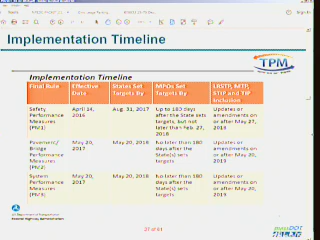 Implementation Timeline
TPM
Implementation Timeline
Final Rule
Effective Date
States Set Targets By
MPOs Set Targets By
LRSTP, MTP, STIP and TIP Inclusion
Safety Performance Measures (PM1)
April 14, 2016
Aug. 31, 2017
Up to 180 days after the State sets targets, but not later than Feb. 27, 2018
Updates or amendments on or after May 27, 2018
Pavement/ Bridge Performance Measures (PM2)
May 20, 2017
May 20, 2018
No later than 180 days after the State(s) sets targets
Updates or amendments on or after May 20, 2019
System Performance Measures (PM3)
May 20, 2017
May 20, 2018
No later than 180 days after the State(s) sets targets
Updates or amendments on or after May 20, 2019